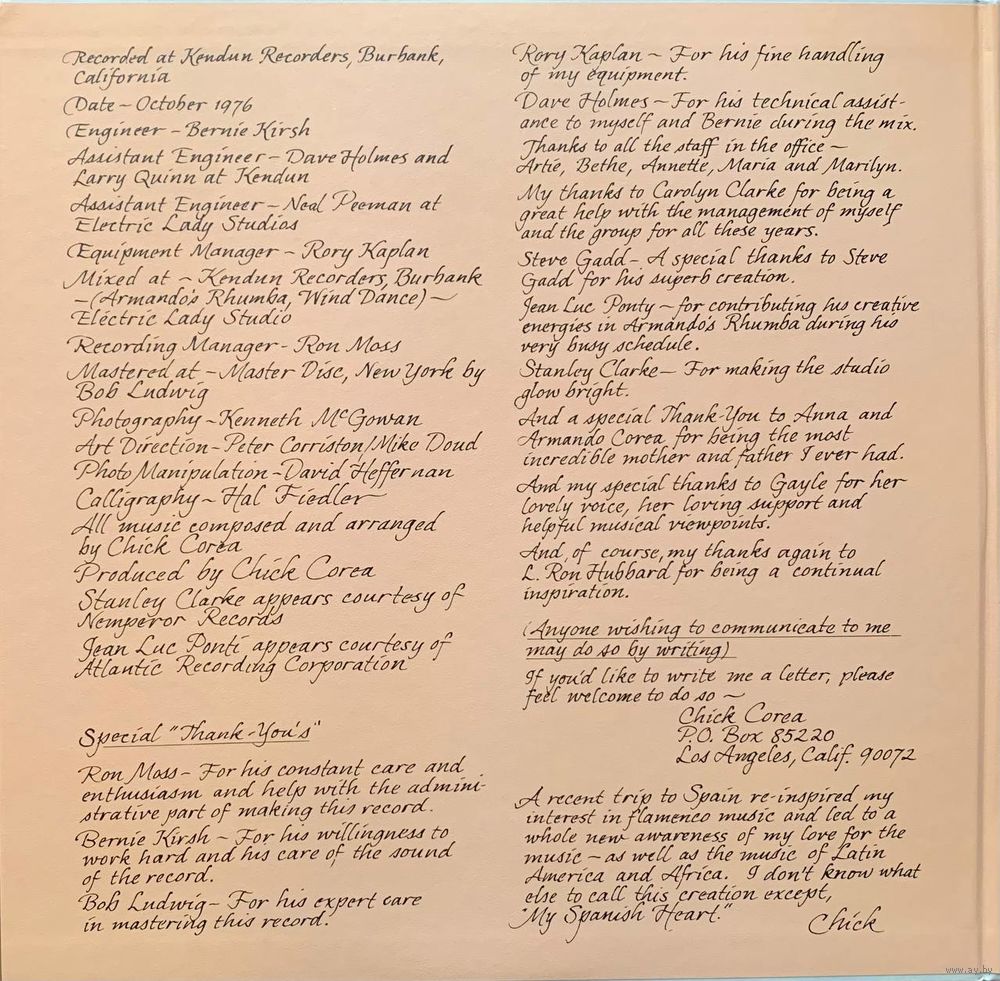 Recorded at Kendun Recorders, Burbank,
California
Date – October 1976
Engineer – Bernie Kirsh
Assistant Engineer – Dave Holmes and
Larry Quinn at Kendun
Assistant Engineer – Neal Peeman at
Electric Lady Studios
Equipment Manager – Rory Kaplan
Mixed at – Kendun Recorders, Burbank
– (Armando's Rhumba, Wind Dance) –
Electric Lady Studio
Recording Manager – Ron Moss
Mastered at – Master Disc, New York by
Bob Ludwig
Photography – Kenneth McGowan
Art Direction – Peter Corriston/Mike Doud
Photo Manipulation – David Heffernan
Calligraphy – Hal Fiedler
All music composed and arranged
by Chick Corea
Produced by Chick Corea
Stanley Clarke appears courtesy of
Nemperor Records
Jean Luc Ponti appears courtesy of
Atlantic Recording Corporation
Special "Thank-You's"
Ron Moss – For his constant care and
enthusiasm and help with the admini-
strative part of making this record.
Bernie Kirsh – For his willingness to
work hard and his care of the sound
of the record.
Bob Ludwig – For his expert care
in mastering this record.
Rory Kaplan – For his fine handling
of my equipment.
Dave Holmes – For his technical assist-
ance to myself and Bernie during the mix.
Thanks to all the staff in the office –
Artie, Bethe, Annette, Maria and Marilyn.
My thanks to Carolyn Clarke for being a
great help with the management of myself
and the group for all these years.
Steve Gadd – A special thanks to Steve
Gadd for his superb creation.
Jean Luc Ponty – for contributing his creative
energies in Armando's Rhumba during his
very busy schedule.
Stanley Clarke – For making the studio
glow bright.
And a special Thank-You to Anna and
Armando Corea for being the most
incredible mother and father I ever had.
And my special thanks to Gayle for her
lovely voice, her loving support and
helpful musical viewpoints.
And, of course, my thanks again to
L. Ron Hubbard for being a continual
inspiration.
(Anyone wishing to communicate to me
may do so by writing)
If you'd like to write me a letter, please
feel welcome to do so –
Chick Corea
P.O. Box 85220
Los Angeles, Calif. 90072
A recent trip to Spain re-inspired my
interest in flamenco music and led to a
whole new awareness of my love for the
music – as well as the music of Latin
America and Africa. I don't know what
else to call this creation except,
"My Spanish Heart."
Chick
www.ay.by